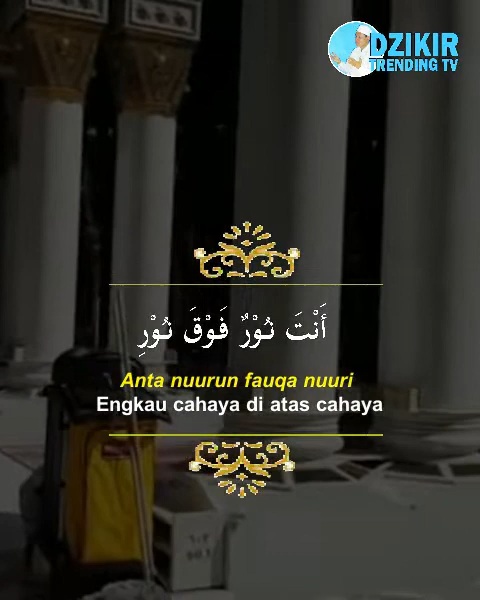 DZIKIR
TRENDING TV
أَنْتَ نُوْرٌ فَوْقَ نُوْرِ
Anta nuurun fauqa nuuri
Engkau cahaya di atas cahaya